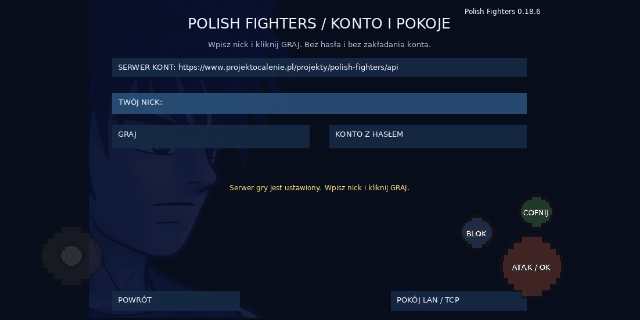 Polish Fighters 0.18.6
POLISH FIGHTERS / KONTO I POKOJE
Wpisz nick i kliknij GRAJ. Bez hasła i bez zakładania konta.
SERWER KONT: https://www.projektocalenie.pl/projekty/polish-fighters/api
TWÓJ NICK:
GRAJ
KONTO Z HASŁEM
Serwer gry jest ustawiony. Wpisz nick i kliknij GRAJ.
COFNIJ
BLOK
ATAK / OK
POWRÓT
POKÓJ LAN / TCP